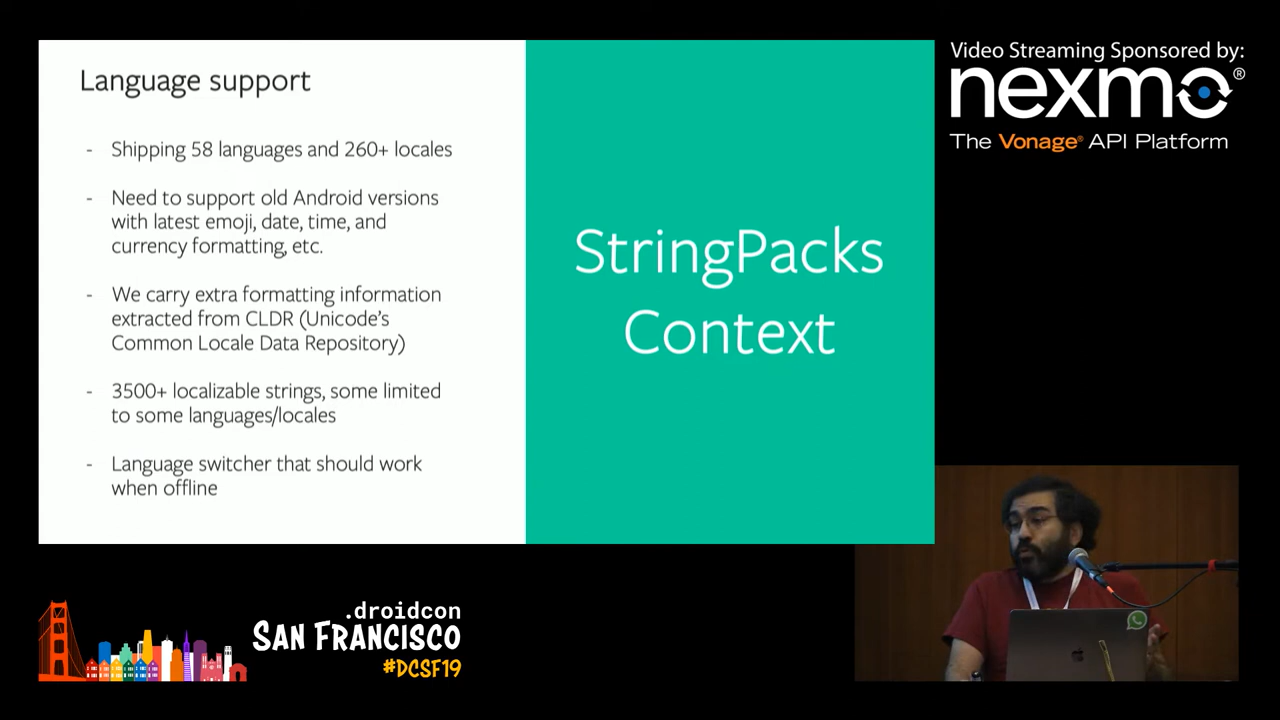 Language support
- Shipping 58 languages and 260+ locales
- Need to support old Android versions
with latest emoji, date, time, and
currency formatting, etc.
- We carry extra formatting information
extracted from CLDR (Unicode’s
Common Locale Data Repository)
- 3500+ localizable strings, some limited
to some languages/locales
- Language switcher that should work
when offline
StringPacks
Context
Video Streaming Sponsored by:
nexmo®
The Vonage® API Platform
.droidcon
SAN FRANCISCO
#DCSF19